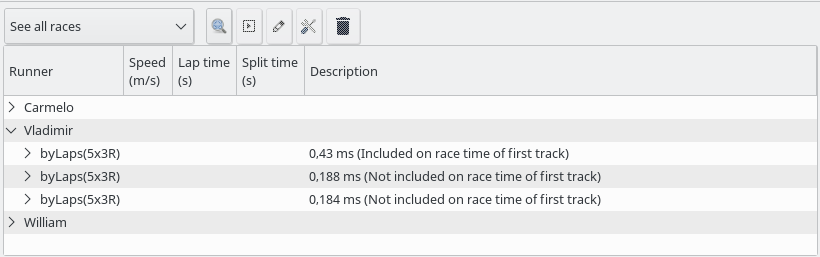 See all races
Runner
Speed
(m/s)
Lap time
(s)
Split time
(s)
Description
Carmelo
Vladimir
byLaps(5x3R) 0,43 ms (Included on race time of first track)
byLaps(5x3R) 0,188 ms (Not included on race time of first track)
byLaps(5x3R) 0,184 ms (Not included on race time of first track)
William